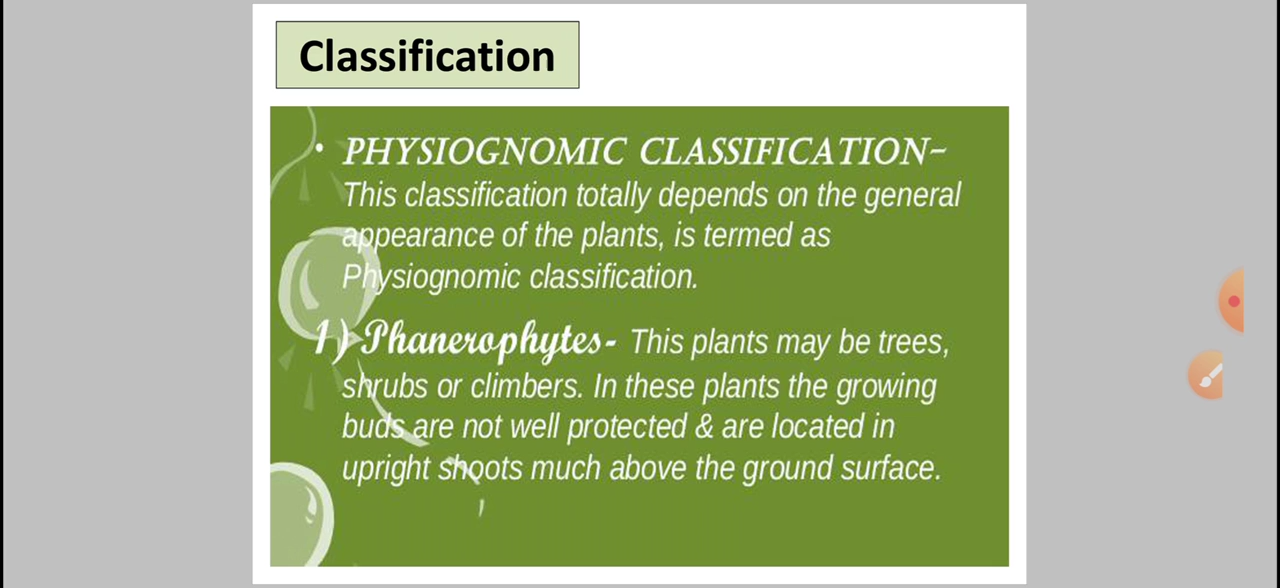 Classification
• PHYSIOGNOMIC CLASSIFICATION–
This classification totally depends on the general
appearance of the plants, is termed as
Physiognomic classification.
1) Phanerophytes- This plants may be trees,
shrubs or climbers. In these plants the growing
buds are not well protected & are located in
upright shoots much above the ground surface.